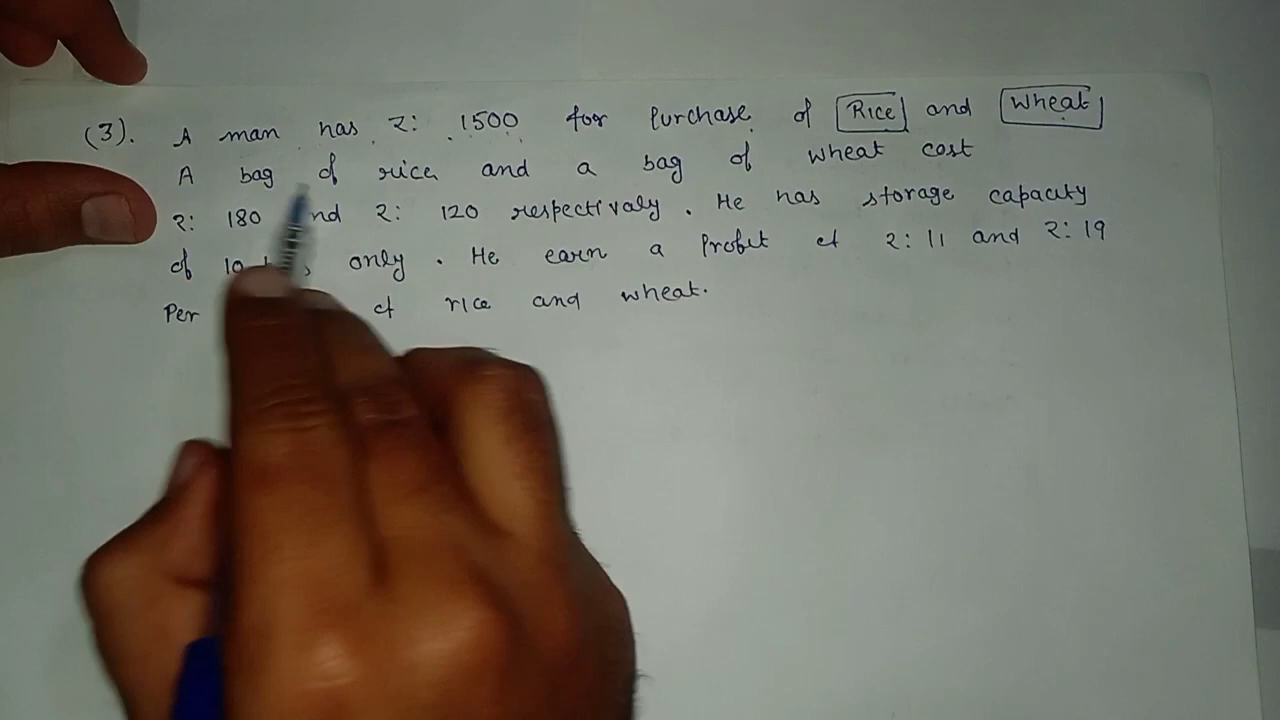 (3). A man has ₹: 1500 for Purchase of Rice and Wheat
A bag of rice and a bag of wheat cost
₹: 180 nd ₹: 120 respectivaly. He has storage capacity
of 10 only. He earn a Profit of ₹: 11 and ₹: 19
Per of rice and wheat.